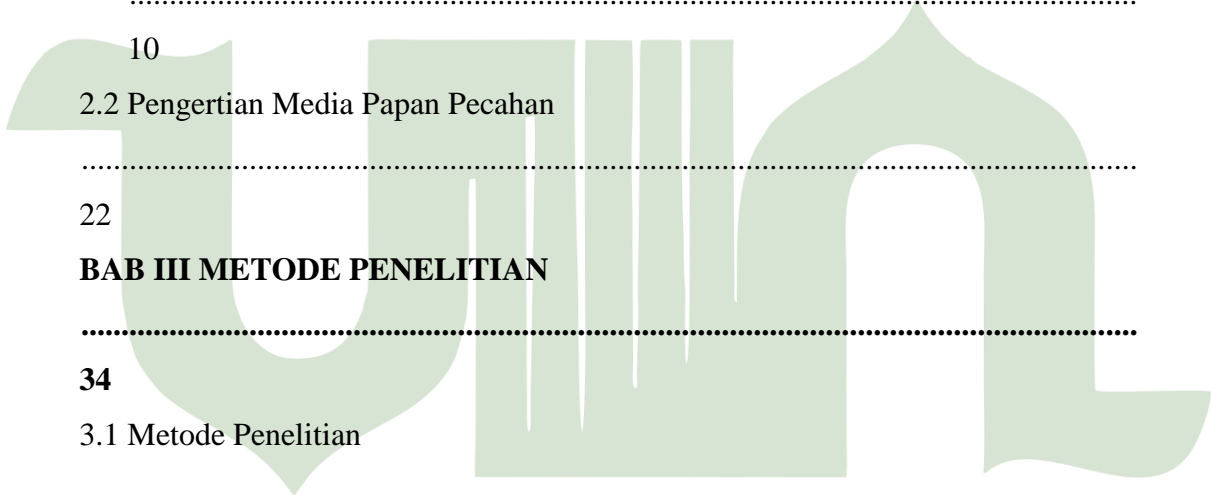 ........................................................................................................................................
10
2.2 Pengertian Media Papan Pecahan
........................................................................................................................................
22
BAB III METODE PENELITIAN
........................................................................................................................................
34
3.1 Metode Penelitian